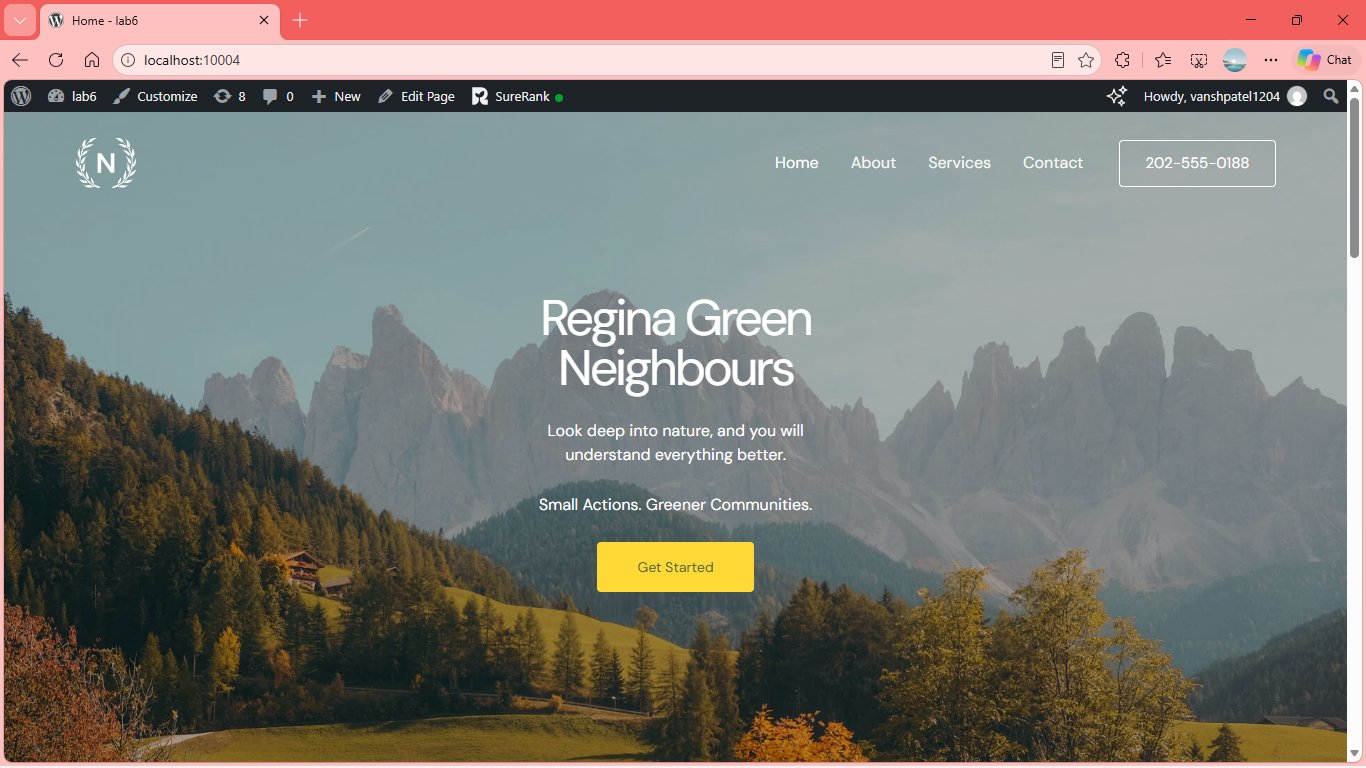 Home - lab6
localhost:10004
Chat
lab6 Customize 8 0 New Edit Page SureRank Howdy, vanshpatel1204
N
Home About Services Contact 202-555-0188
Regina Green
Neighbours
Look deep into nature, and you will
understand everything better.
Small Actions. Greener Communities.
Get Started